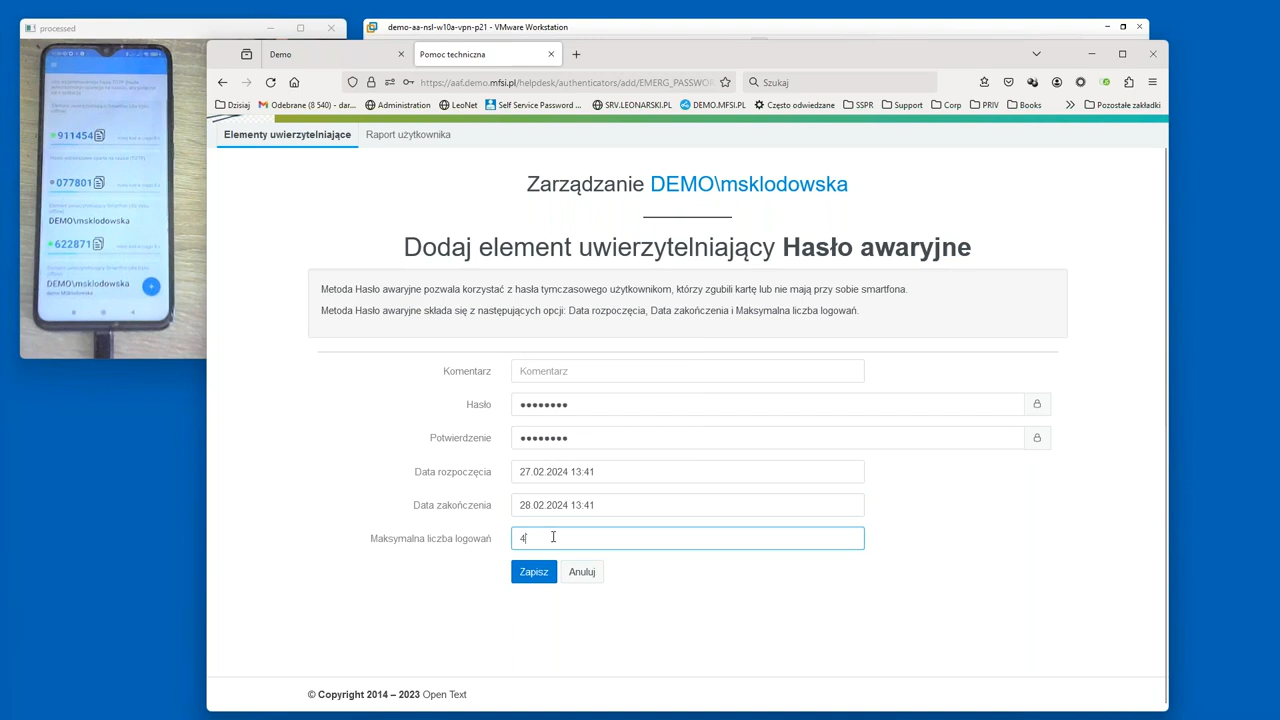 processed
demo-aa-nsl-w10a-vpn-p21 - VMware Workstation
Demo
Pomoc techniczna
https://aaf.demo.mfsi.pl/helpdesk/authenticators/add/EMERG_PASSWO
Szukaj
Dzisiaj
Odebrane (8 540) - dar...
Administration
LeoNet
Self Service Password ...
SRV.LEONARSKI.PL
DEMO.MFSI.PL
Często odwiedzane
SSPR
Support
Corp
PRIV
Books
Pozostałe zakładki
Elementy uwierzytelniające
Raport użytkownika
911454
077801
DEMO\msklodowska
622871
DEMO\msklodowska
Zarządzanie DEMO\msklodowska
Dodaj element uwierzytelniający Hasło awaryjne
Metoda Hasło awaryjne pozwala korzystać z hasła tymczasowego użytkownikom, którzy zgubili kartę lub nie mają przy sobie smartfona.
Metoda Hasło awaryjne składa się z następujących opcji: Data rozpoczęcia, Data zakończenia i Maksymalna liczba logowań.
Komentarz
Komentarz
Hasło
Potwierdzenie
Data rozpoczęcia
27.02.2024 13:41
Data zakończenia
28.02.2024 13:41
Maksymalna liczba logowań
4
Zapisz
Anuluj
© Copyright 2014 – 2023 Open Text